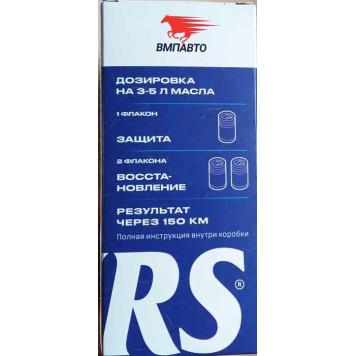 ВМПАВТО
ДОЗИРОВКА
НА 3-5 Л МАСЛА
1 ФЛАКОН
ЗАЩИТА
2 ФЛАКОНА
ВОССТА-
НОВЛЕНИЕ
РЕЗУЛЬТАТ
ЧЕРЕЗ 150 КМ
Полная инструкция внутри коробки
RS®